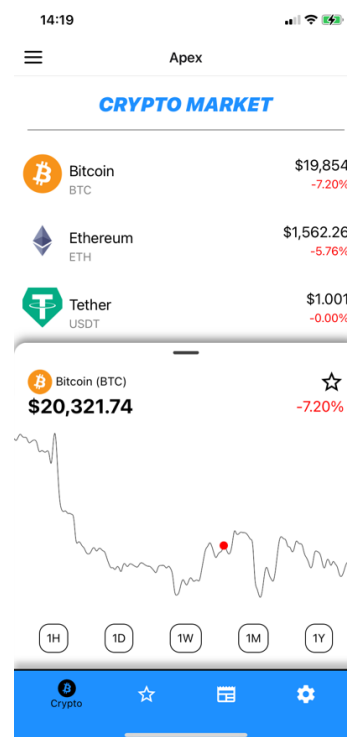 14:19
Apex
CRYPTO MARKET
Bitcoin $19,854
BTC -7.20%
Ethereum $1,562.26
ETH -5.76%
Tether $1.001
USDT -0.00%
Bitcoin (BTC)
$20,321.74 -7.20%
1H 1D 1W 1M 1Y
Crypto